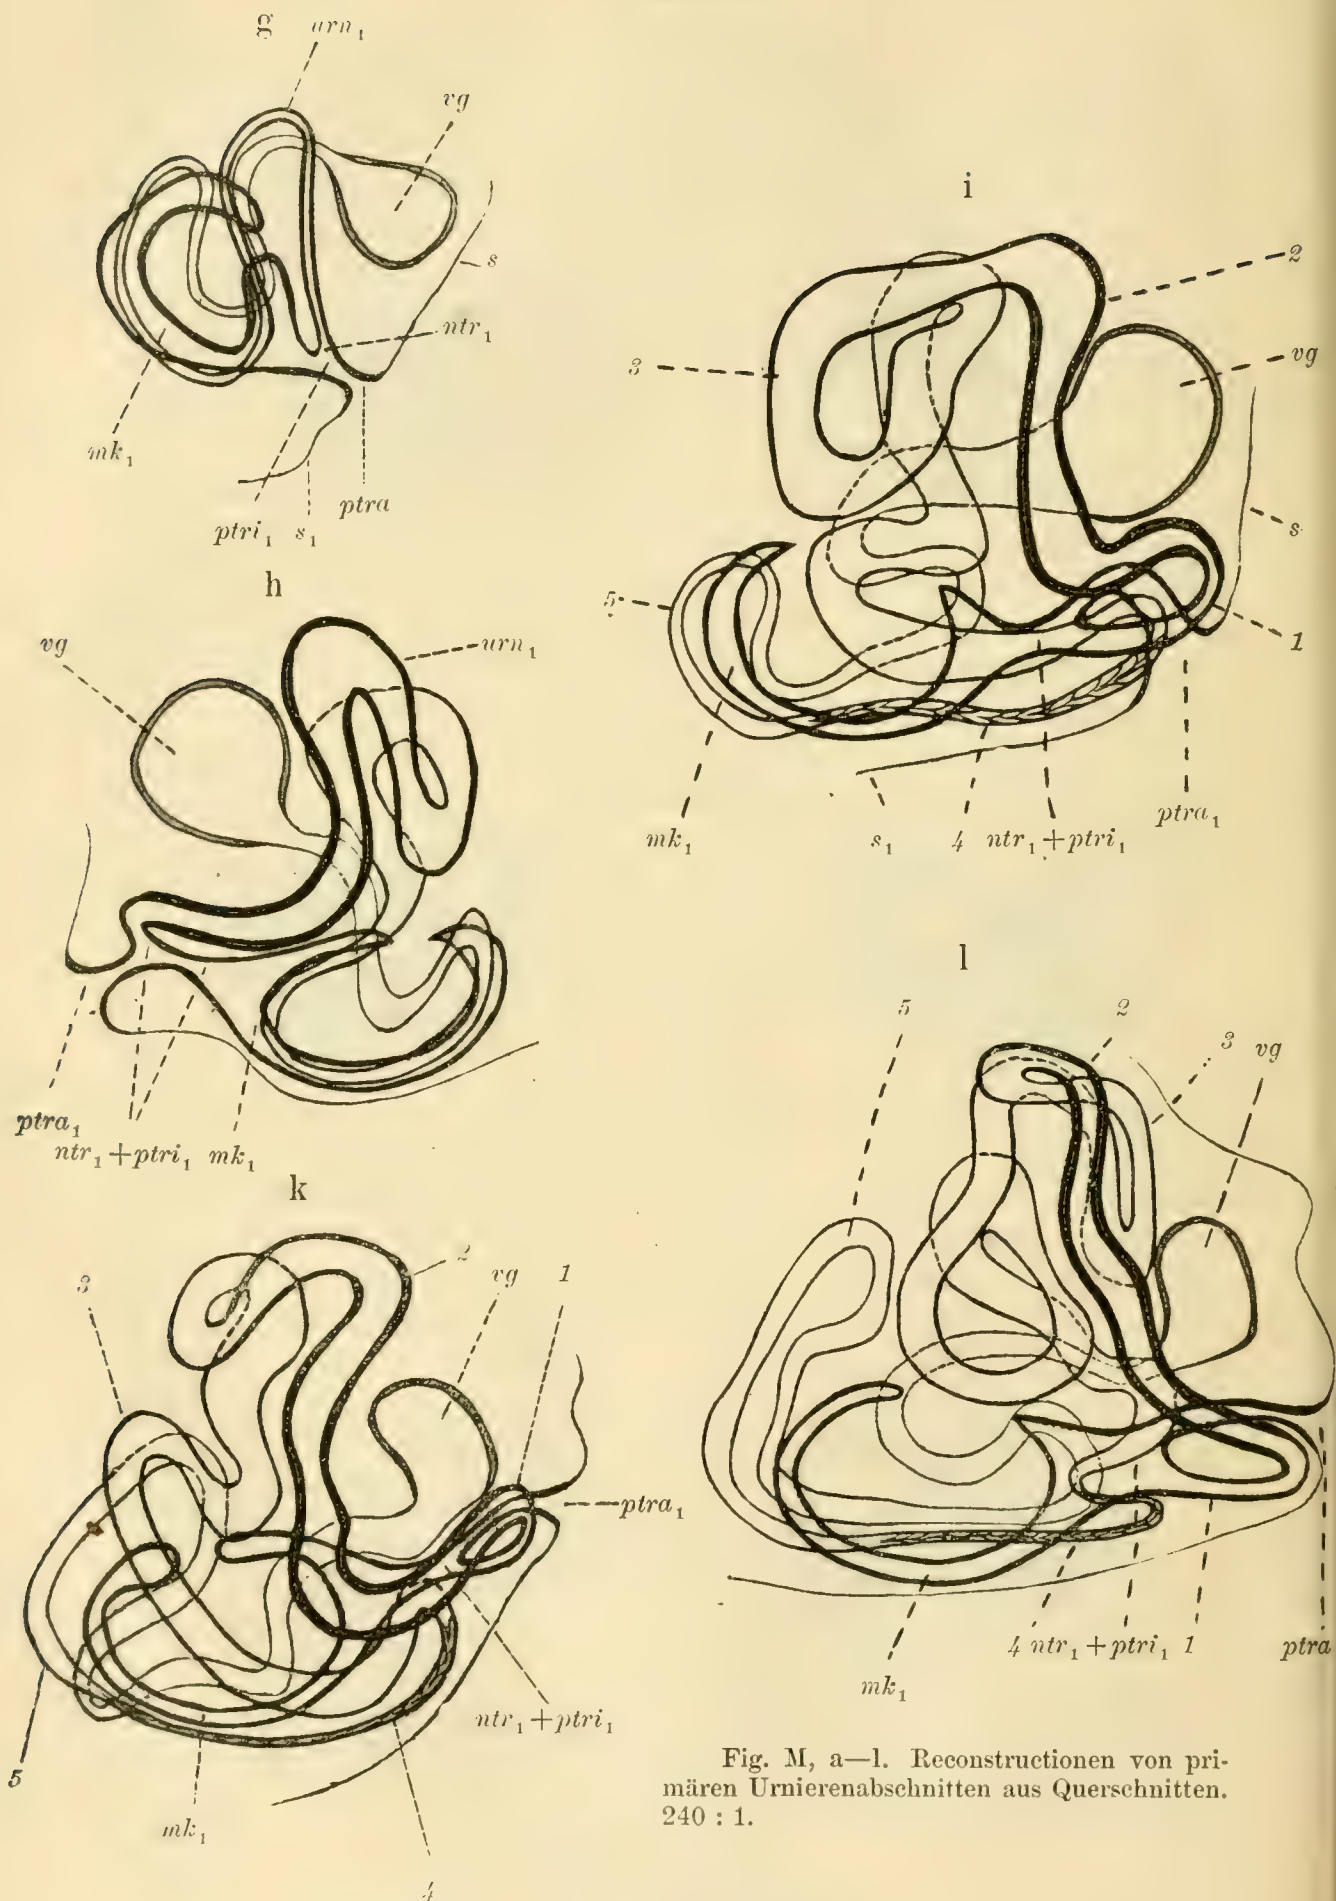 g urn₁
vg
s
ntr₁
mk₁
ptri₁ s₁ ptra
i
2
3
vg
s
5
1
mk₁ s₁ 4 ntr₁+ptri₁ ptra₁
h
vg
urn₁
ptra₁
ntr₁+ptri₁ mk₁
k
3
2
vg 1
ptra₁
ntr₁+ptri₁
5
mk₁
4
l
5
2
3 vg
4 ntr₁+ptri₁ 1 ptra
mk₁
Fig. M, a—l. Reconstructionen von pri-
mären Urnierenabschnitten aus Querschnitten.
240 : 1.